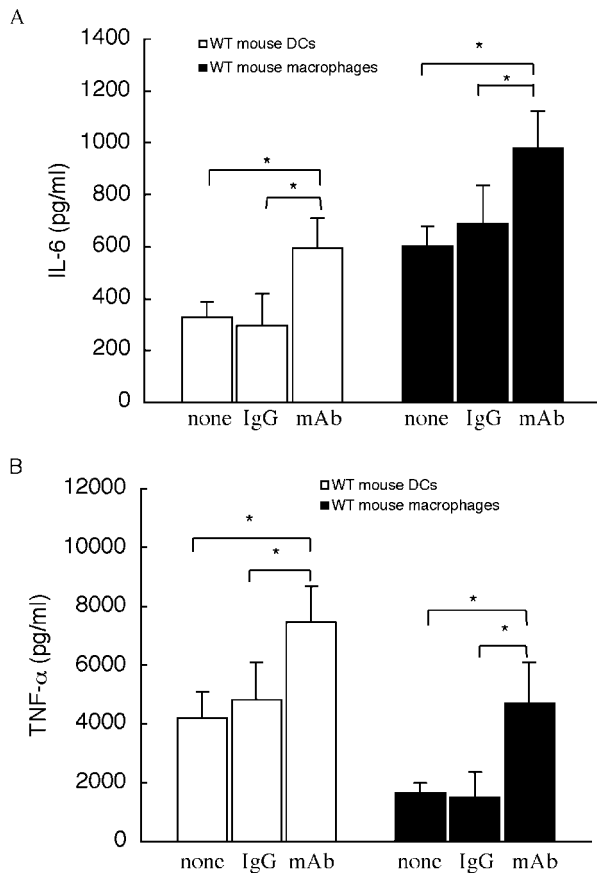 A
1400
1200
1000
800
600
400
200
0
IL-6 (pg/ml)
WT mouse DCs
WT mouse macrophages
*
*
*
*
none IgG mAb none IgG mAb
B
12000
10000
8000
6000
4000
2000
0
TNF-α (pg/ml)
WT mouse DCs
WT mouse macrophages
*
*
*
*
none IgG mAb none IgG mAb